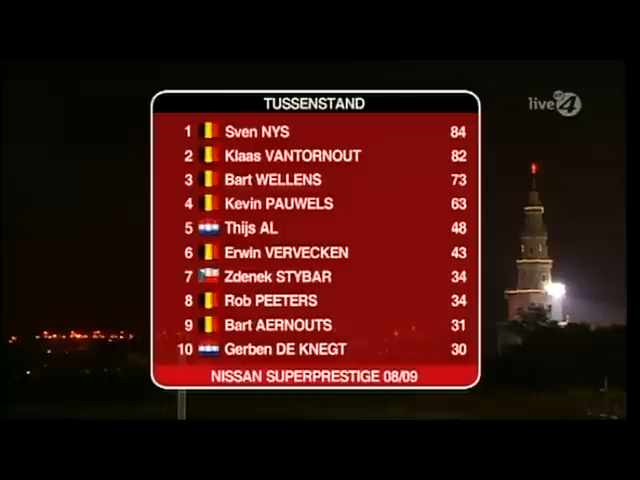 TUSSENSTAND
live vt4
1 Sven NYS 84
2 Klaas VANTORNOUT 82
3 Bart WELLENS 73
4 Kevin PAUWELS 63
5 Thijs AL 48
6 Erwin VERVECKEN 43
7 Zdenek STYBAR 34
8 Rob PEETERS 34
9 Bart AERNOUTS 31
10 Gerben DE KNEGT 30
NISSAN SUPERPRESTIGE 08/09